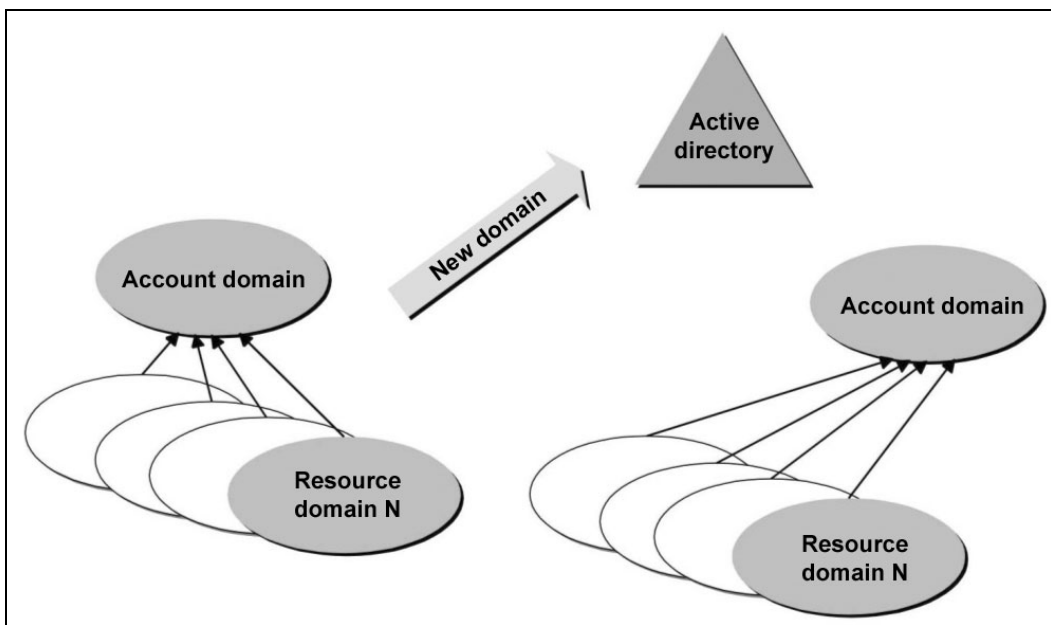 Active
directory
New domain
Account domain
Account domain
Resource
domain N
Resource
domain N